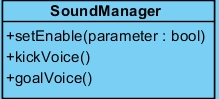 SoundManager
+setEnable(parameter : bool)
+kickVoice()
+goalVoice()